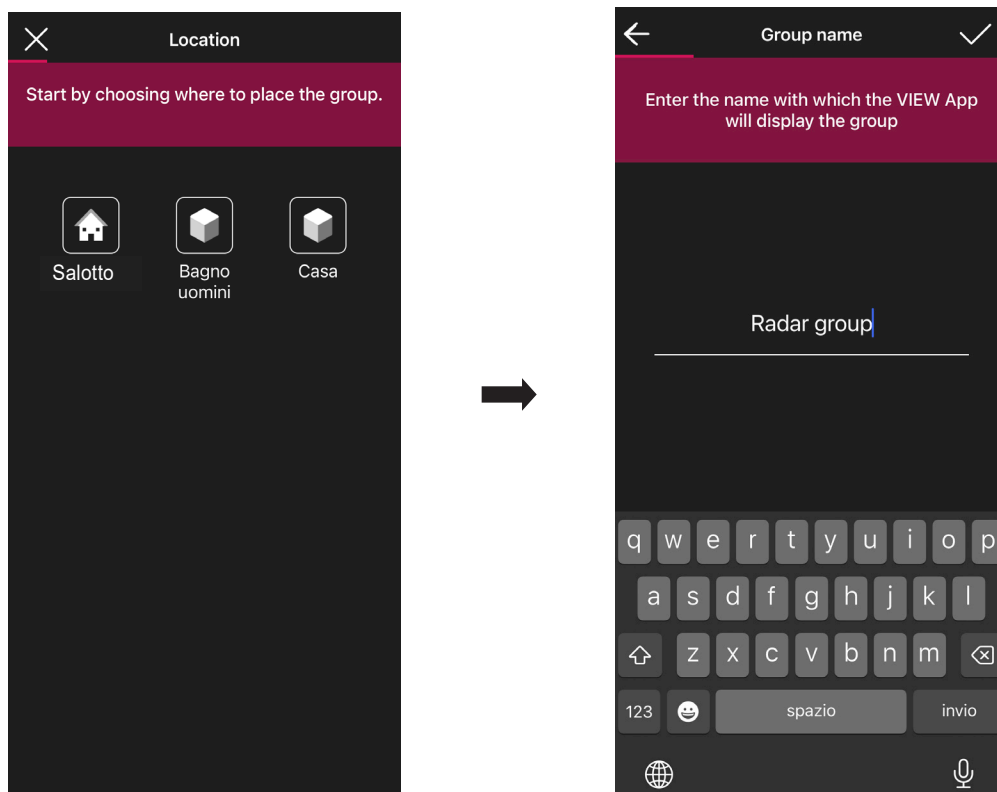 Location
Start by choosing where to place the group.
Salotto
Bagno
uomini
Casa
Group name
Enter the name with which the VIEW App
will display the group
Radar group
q w e r t y u i o p
a s d f g h j k l
z x c v b n m
123 spazio invio